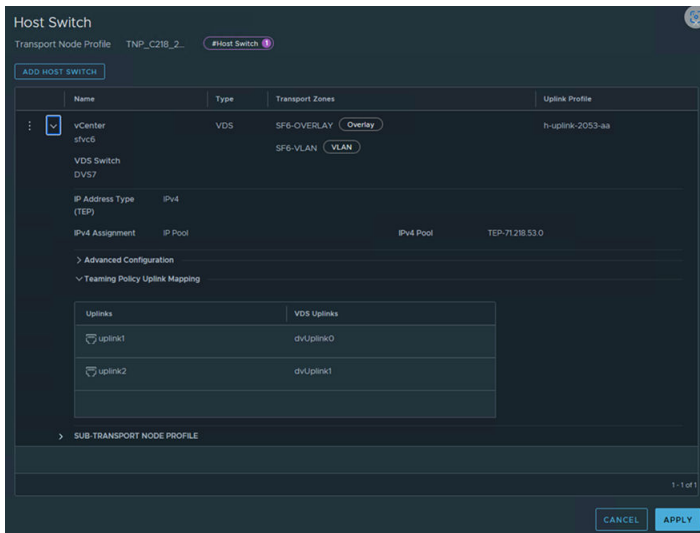 Host Switch
Transport Node Profile TNP_C218_2... #Host Switch 1
ADD HOST SWITCH
Name Type Transport Zones Uplink Profile
vCenter VDS SF6-OVERLAY Overlay h-uplink-2053-aa
sfvc6
SF6-VLAN VLAN
VDS Switch
DVS7
IP Address Type IPv4
(TEP)
IPv4 Assignment IP Pool IPv4 Pool TEP-71.218.53.0
Advanced Configuration
Teaming Policy Uplink Mapping
Uplinks VDS Uplinks
uplink1 dvUplink0
uplink2 dvUplink1
SUB-TRANSPORT NODE PROFILE
1 - 1 of 1
CANCEL APPLY